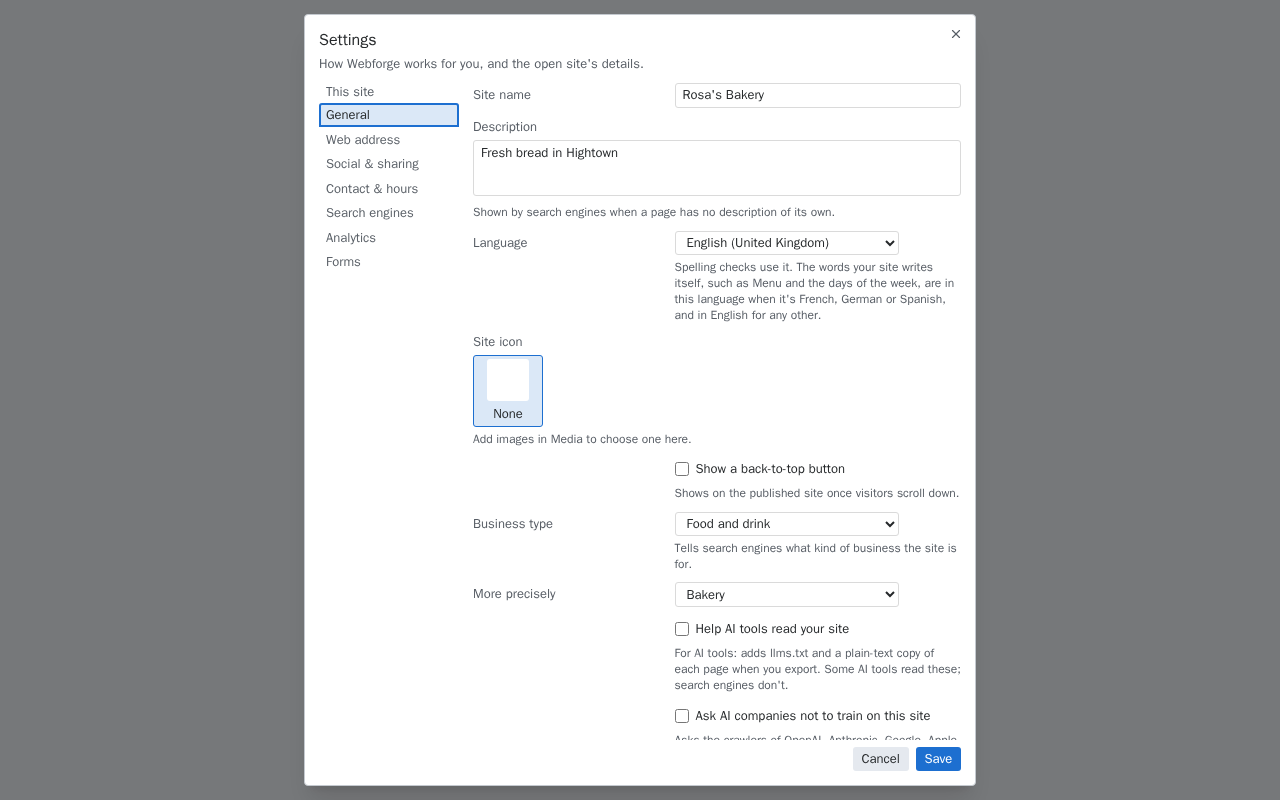 Settings
How Webforge works for you, and the open site's details.
This site
General
Web address
Social & sharing
Contact & hours
Search engines
Analytics
Forms
Site name
Rosa's Bakery
Description
Fresh bread in Hightown
Shown by search engines when a page has no description of its own.
Language
English (United Kingdom)
Spelling checks use it. The words your site writes
itself, such as Menu and the days of the week, are in
this language when it's French, German or Spanish,
and in English for any other.
Site icon
None
Add images in Media to choose one here.
Show a back-to-top button
Shows on the published site once visitors scroll down.
Business type
Food and drink
Tells search engines what kind of business the site is
for.
More precisely
Bakery
Help AI tools read your site
For AI tools: adds llms.txt and a plain-text copy of
each page when you export. Some AI tools read these;
search engines don't.
Ask AI companies not to train on this site
Asks the crawlers of OpenAI, Anthropic, Google, Apple
Cancel
Save